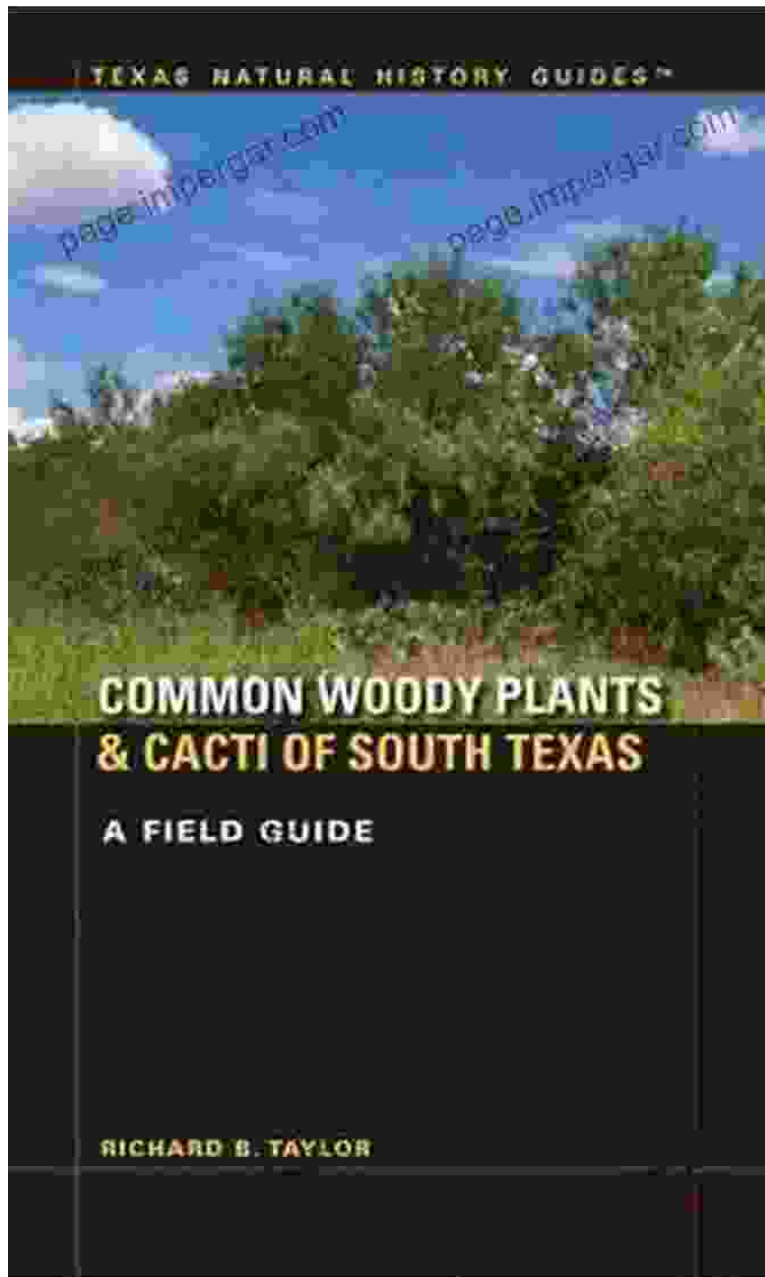 TEXAS NATURAL HISTORY GUIDES™
page.impergar.com
page.impergar.com
COMMON WOODY PLANTS
& CACTI OF SOUTH TEXAS
A FIELD GUIDE
RICHARD B. TAYLOR